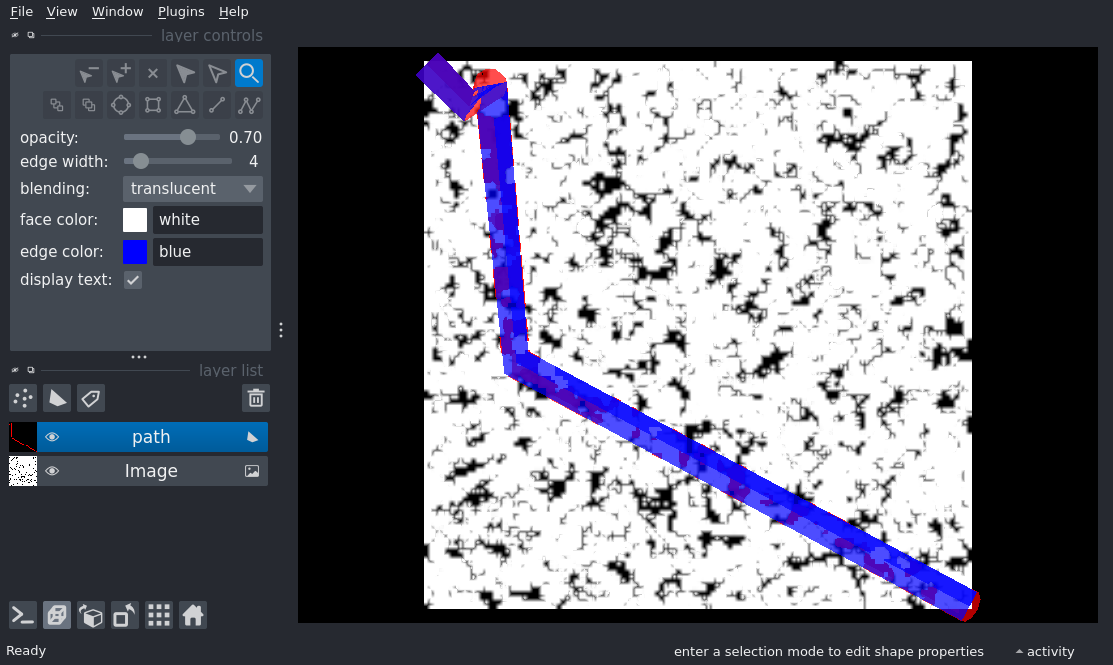 File View Window Plugins Help
layer controls
opacity: 0.70
edge width: 4
blending: translucent
face color: white
edge color: blue
display text:
layer list
path
Image
Ready enter a selection mode to edit shape properties activity